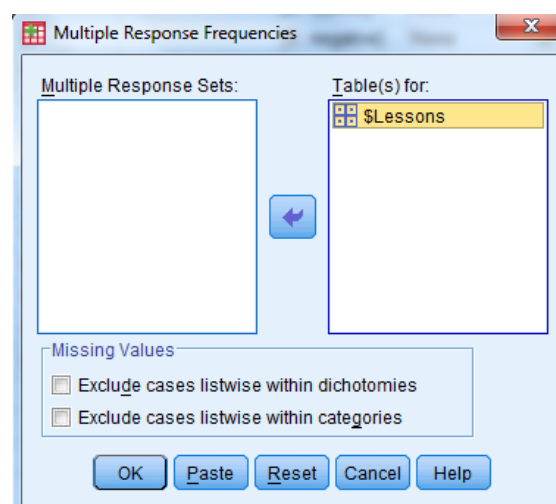 Multiple Response Frequencies
Multiple Response Sets:
Table(s) for:
$Lessons
Missing Values
Exclude cases listwise within dichotomies
Exclude cases listwise within categories
OK Paste Reset Cancel Help